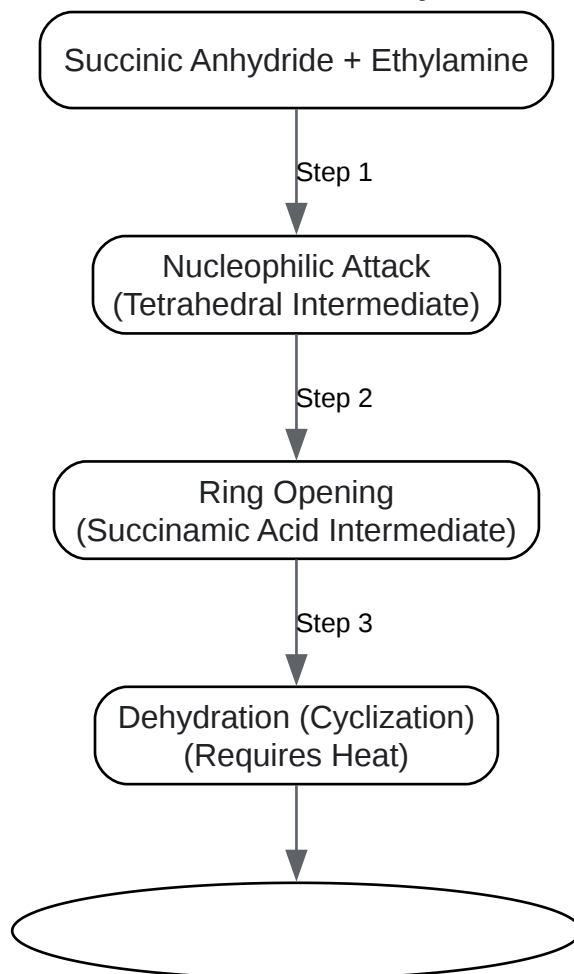 Succinic Anhydride + Ethylamine
Step 1
Nucleophilic Attack
(Tetrahedral Intermediate)
Step 2
Ring Opening
(Succinamic Acid Intermediate)
Step 3
Dehydration (Cyclization)
(Requires Heat)